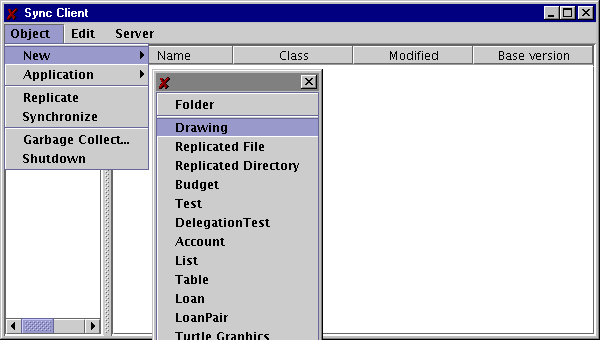 Sync Client
Object Edit Server
Name Class Modified Base version
New
Application
Replicate
Synchronize
Garbage Collect...
Shutdown
Folder
Drawing
Replicated File
Replicated Directory
Budget
Test
DelegationTest
Account
List
Table
Loan
LoanPair
Turtle Graphics